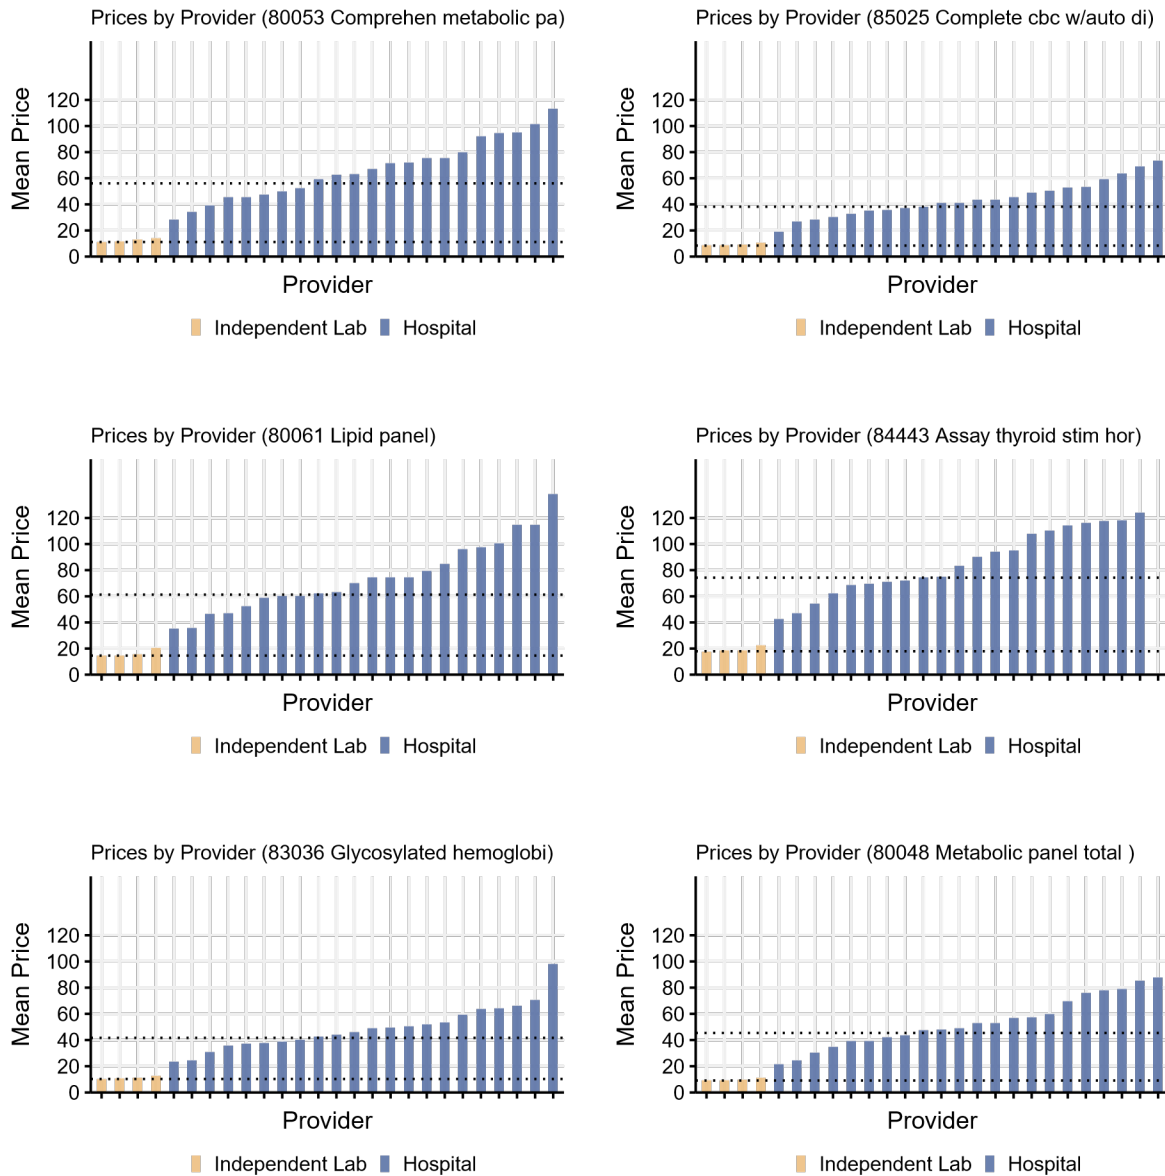 Prices by Provider (80053 Comprehen metabolic pa)
Mean Price
120
100
80
60
40
20
0
Provider
Independent Lab Hospital
Prices by Provider (85025 Complete cbc w/auto di)
Mean Price
120
100
80
60
40
20
0
Provider
Independent Lab Hospital
Prices by Provider (80061 Lipid panel)
Mean Price
120
100
80
60
40
20
0
Provider
Independent Lab Hospital
Prices by Provider (84443 Assay thyroid stim hor)
Mean Price
120
100
80
60
40
20
0
Provider
Independent Lab Hospital
Prices by Provider (83036 Glycosylated hemoglobi)
Mean Price
120
100
80
60
40
20
0
Provider
Independent Lab Hospital
Prices by Provider (80048 Metabolic panel total )
Mean Price
120
100
80
60
40
20
0
Provider
Independent Lab Hospital